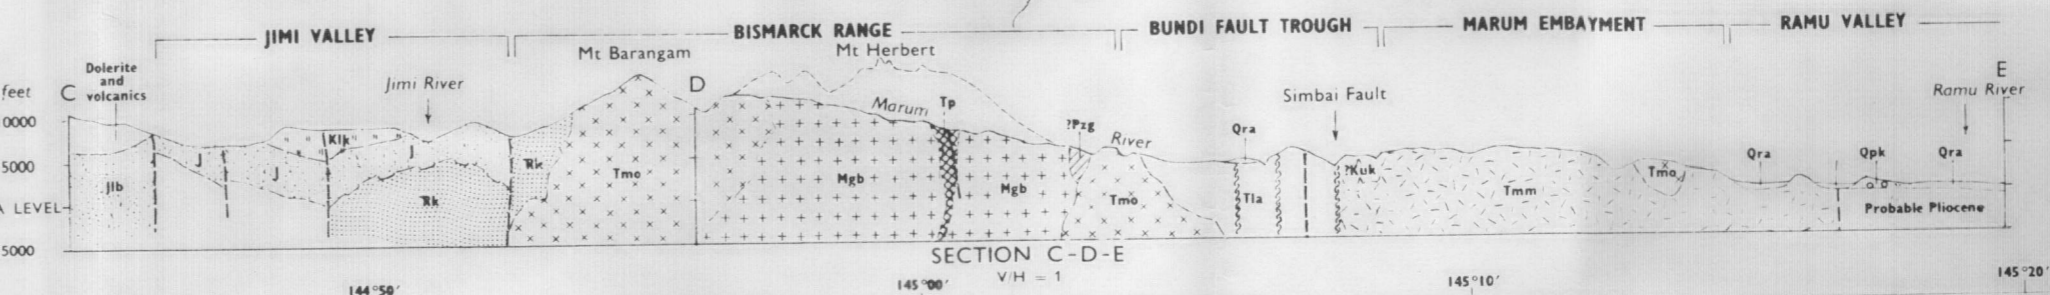 JIMI VALLEY
BISMARCK RANGE
BUNDI FAULT TROUGH
MARUM EMBAYMENT
RAMU VALLEY
Mt Barangam
Mt Herbert
Dolerite
and
volcanics
Jimi River
Simbai Fault
Ramu River
feet
C
D
E
0000
5000
A LEVEL
5000
Jlb
J
J
Klk
J
Ꞧk
Ꞧk
Tmo
Marum
Tp
Mgb
Mgb
?Pzg
River
Tmo
Qra
Tla
?Kuk
Tmm
Tmo
Qra
Qpk
Qra
Probable Pliocene
SECTION C-D-E
V/H = 1
144°50′
145°00′
145°10′
145°20′